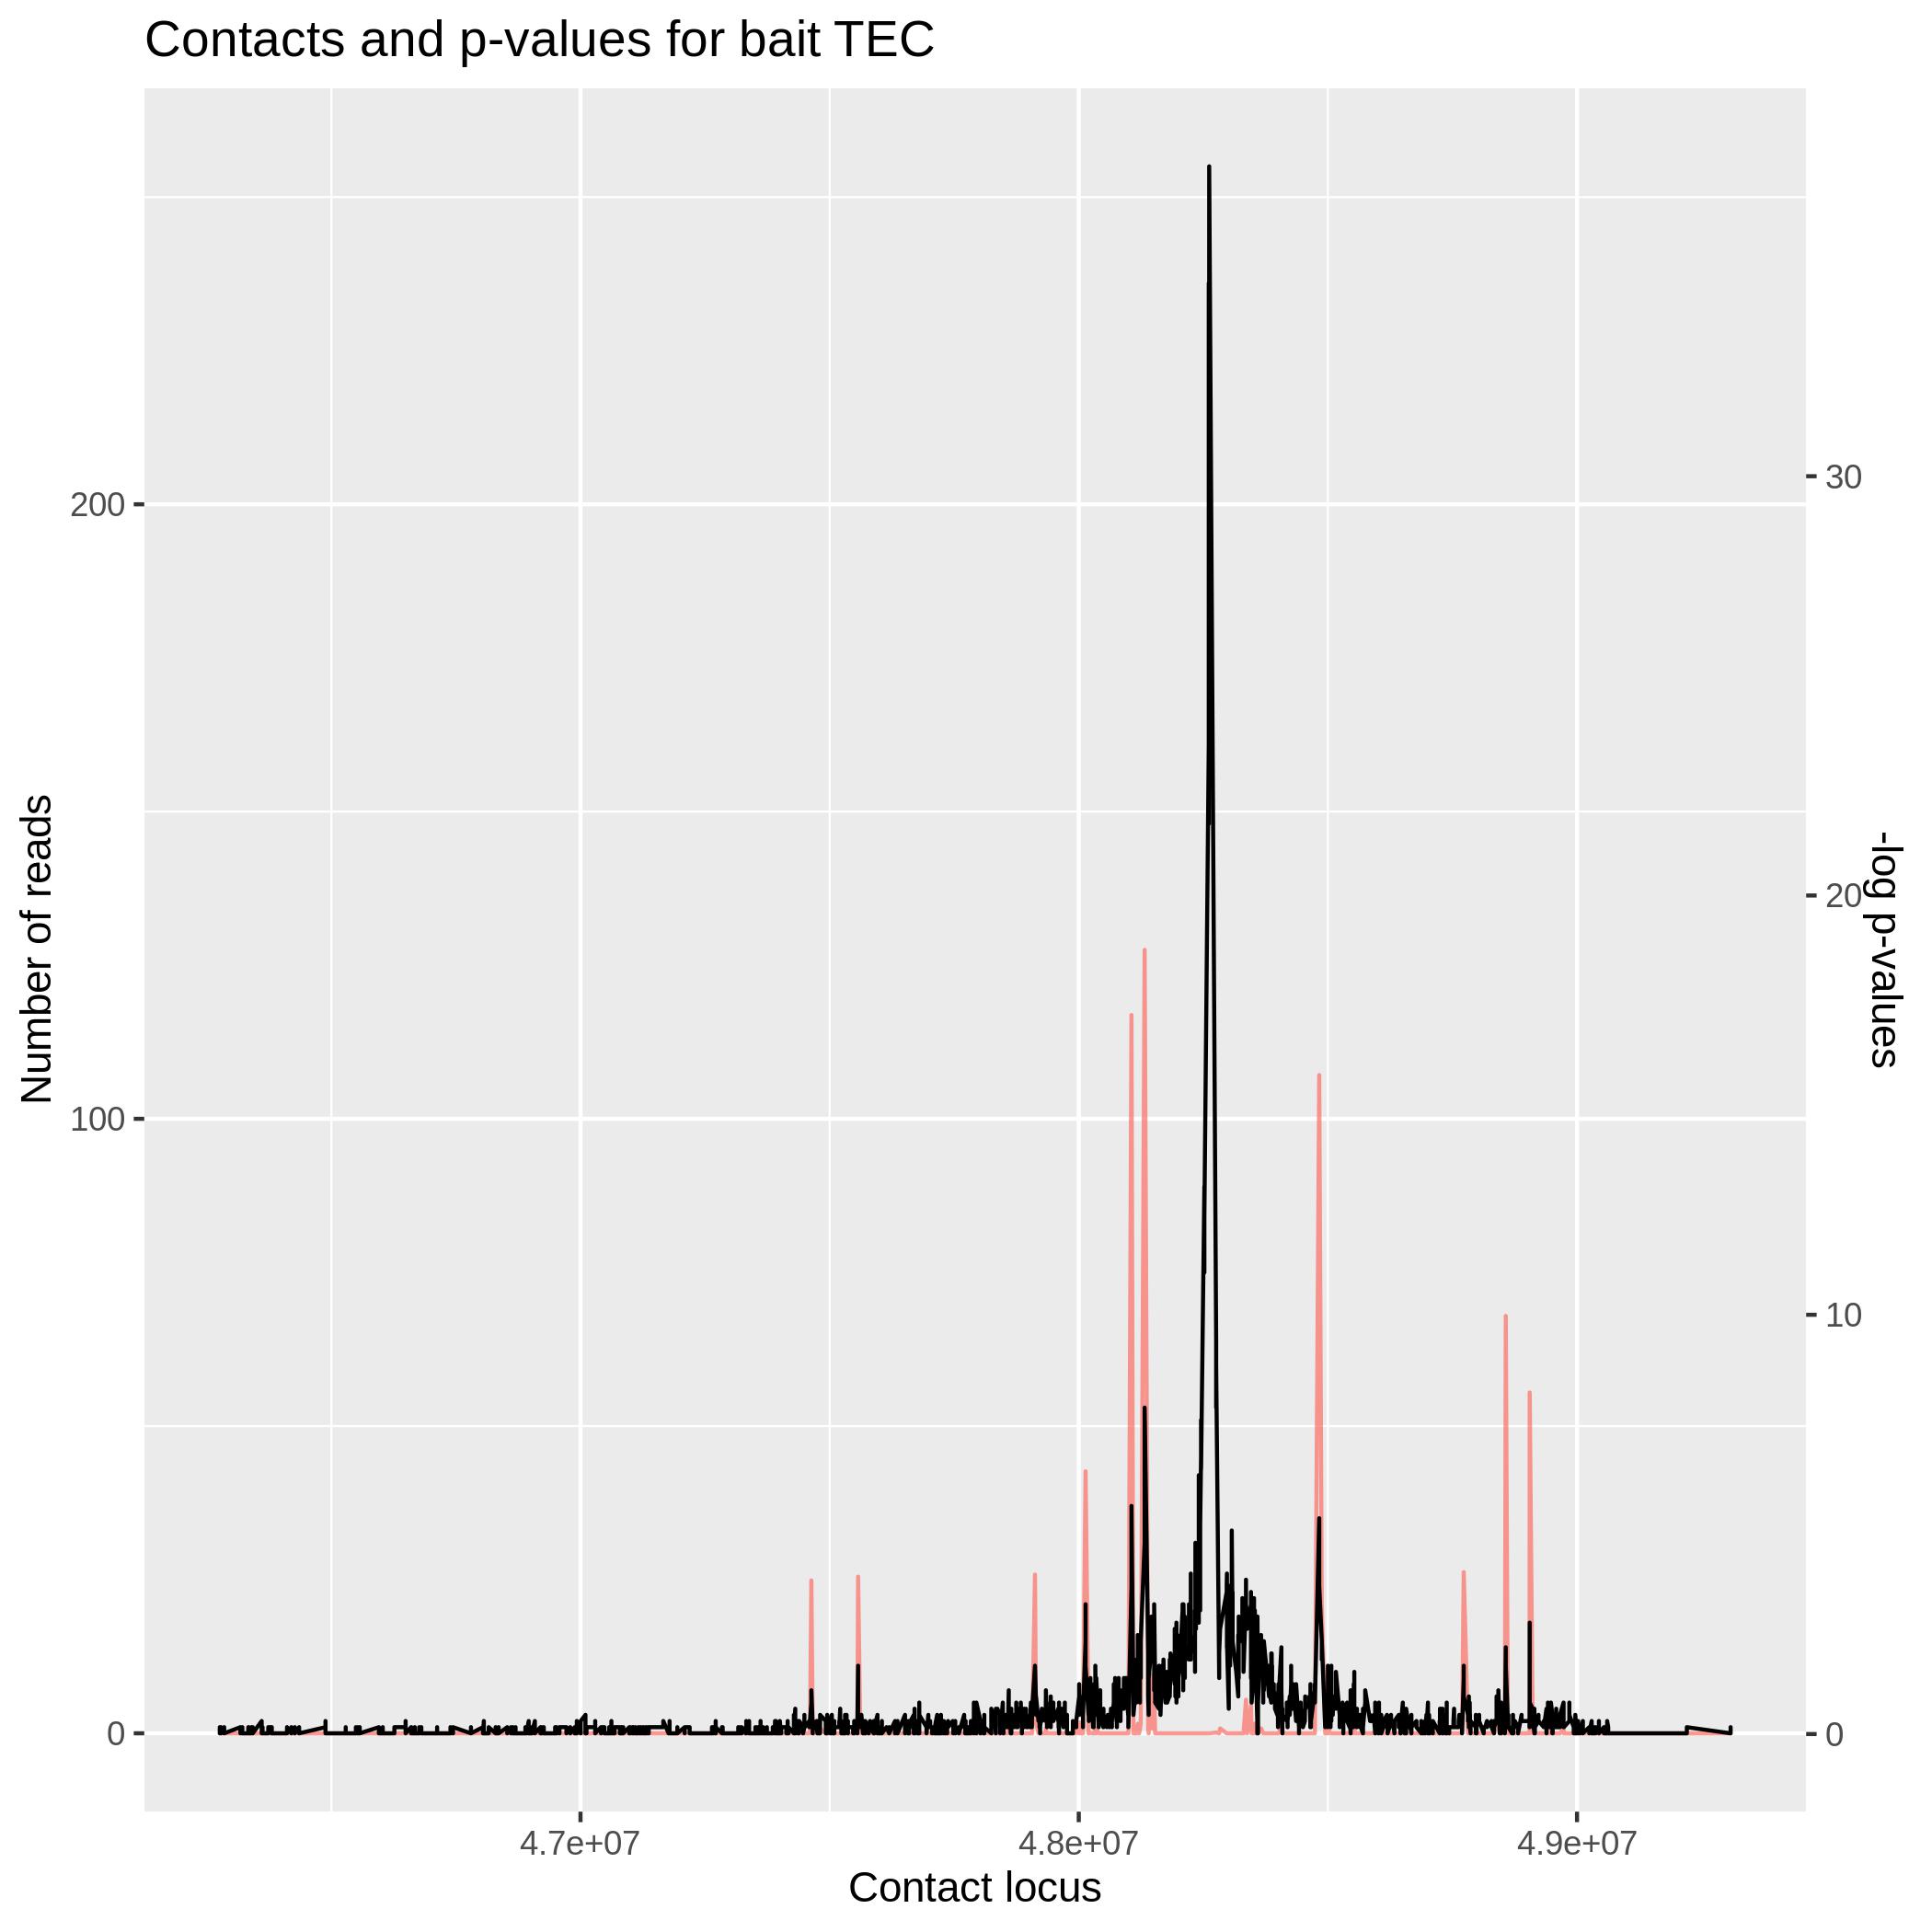 Contacts and p-values for bait TEC
Number of reads
200
100
0
30
20
10
0
-log p-values
4.7e+07
4.8e+07
4.9e+07
Contact locus